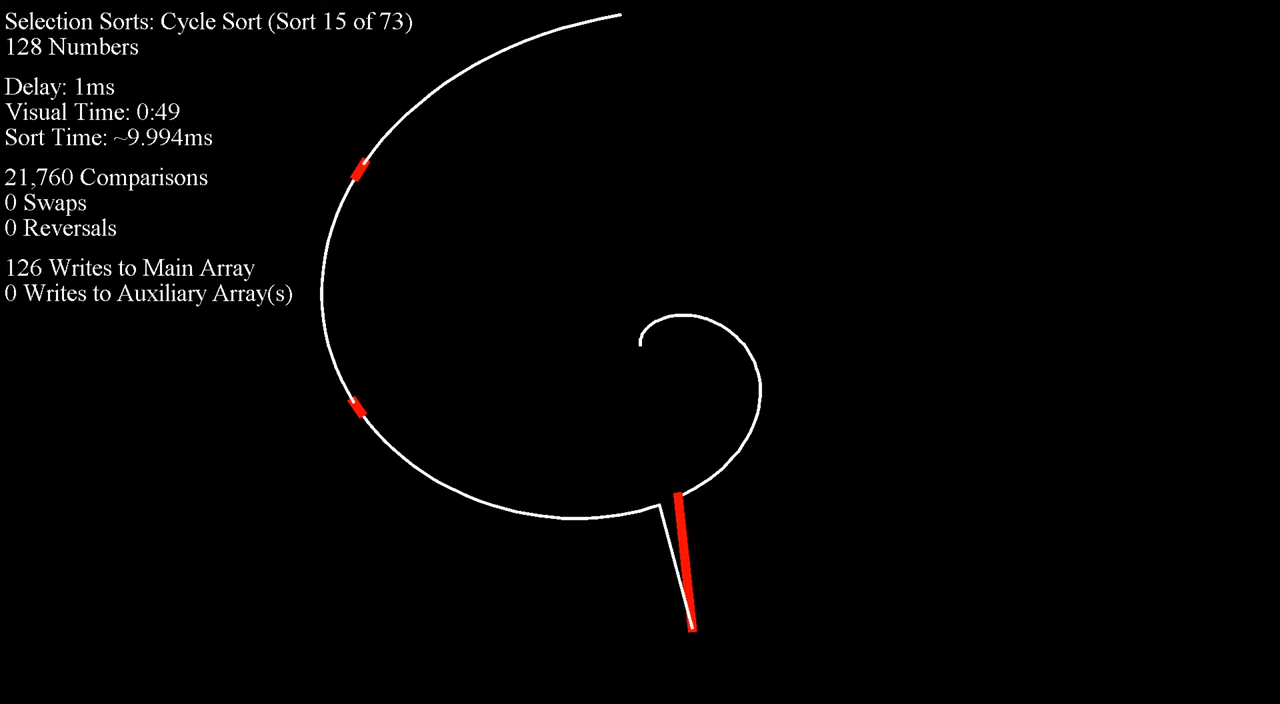 Selection Sorts: Cycle Sort (Sort 15 of 73)
128 Numbers
Delay: 1ms
Visual Time: 0:49
Sort Time: ~9.994ms
21,760 Comparisons
0 Swaps
0 Reversals
126 Writes to Main Array
0 Writes to Auxiliary Array(s)